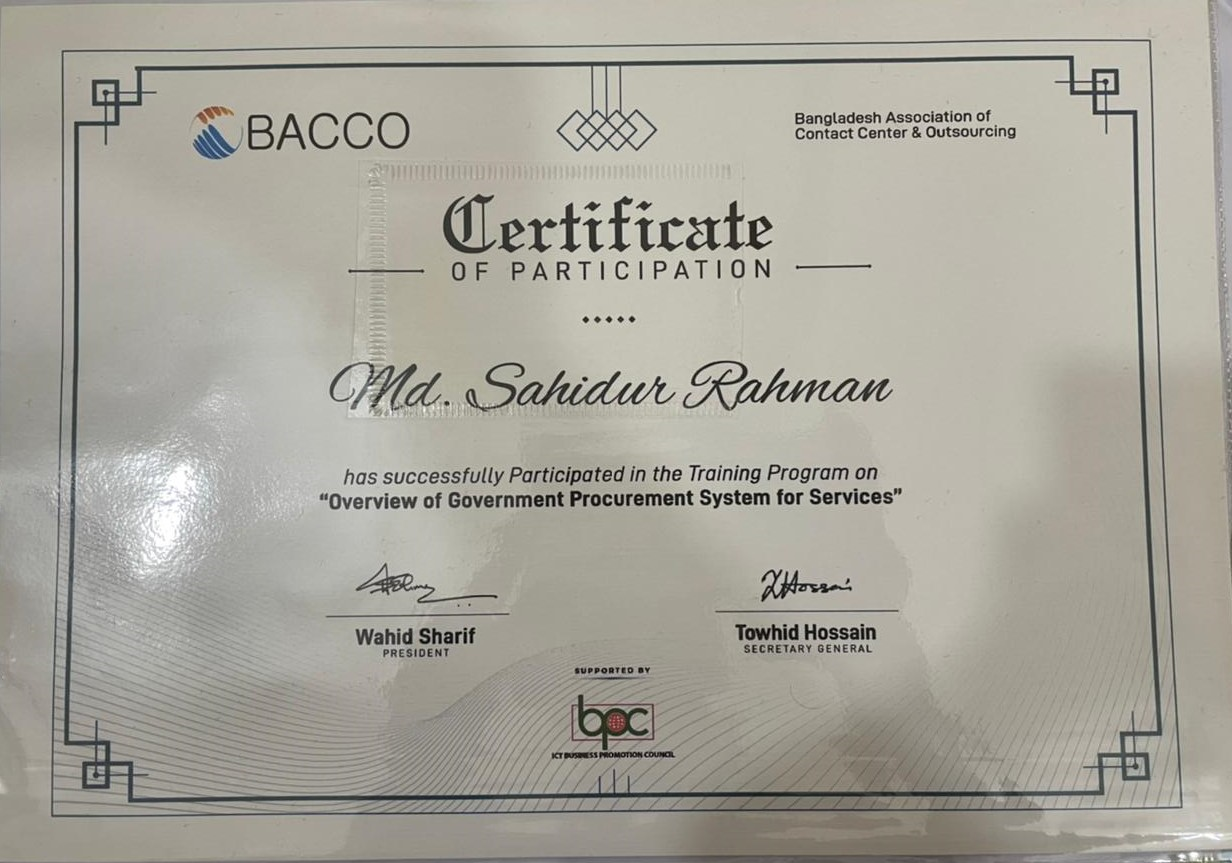 BACCO
Bangladesh Association of
Contact Center & Outsourcing
Certificate
OF PARTICIPATION
Md. Sahidur Rahman
has successfully Participated in the Training Program on
“Overview of Government Procurement System for Services”
Wahid Sharif
PRESIDENT
THossain
Towhid Hossain
SECRETARY GENERAL
SUPPORTED BY
bpc
ICT BUSINESS PROMOTION COUNCIL